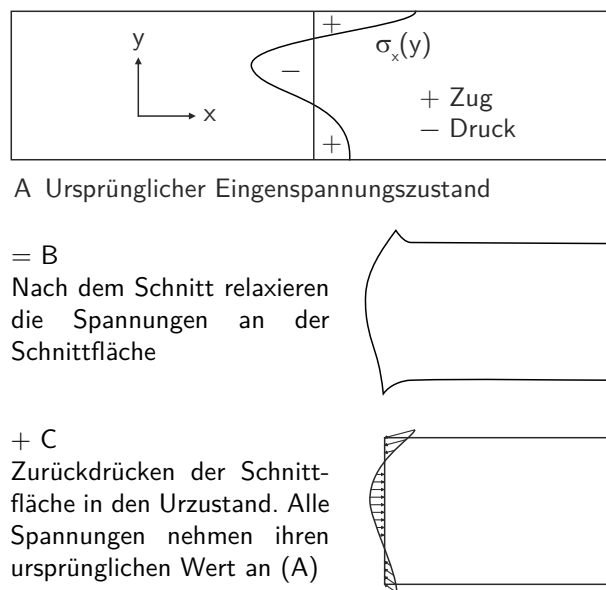 +
y
σx(y)
−
+ Zug
x
− Druck
+
A Ursprünglicher Eingenspannungszustand
= B
Nach dem Schnitt relaxieren
die Spannungen an der
Schnittfläche
+ C
Zurückdrücken der Schnitt-
fläche in den Urzustand. Alle
Spannungen nehmen ihren
ursprünglichen Wert an (A)